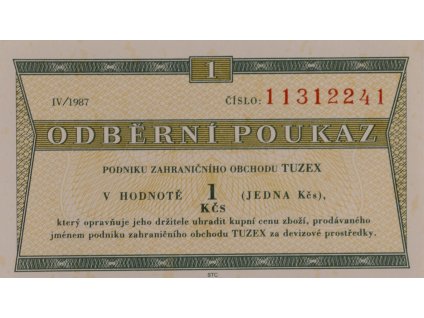 1
IV/1987 ČÍSLO: 11312241
ODBĚRNÍ POUKAZ
PODNIKU ZAHRANIČNÍHO OBCHODU TUZEX
V HODNOTĚ 1 (JEDNA Kčs),
Kčs
který opravňuje jeho držitele uhradit kupní cenu zboží, prodávaného
jménem podniku zahraničního obchodu TUZEX za devizové prostředky.
STC